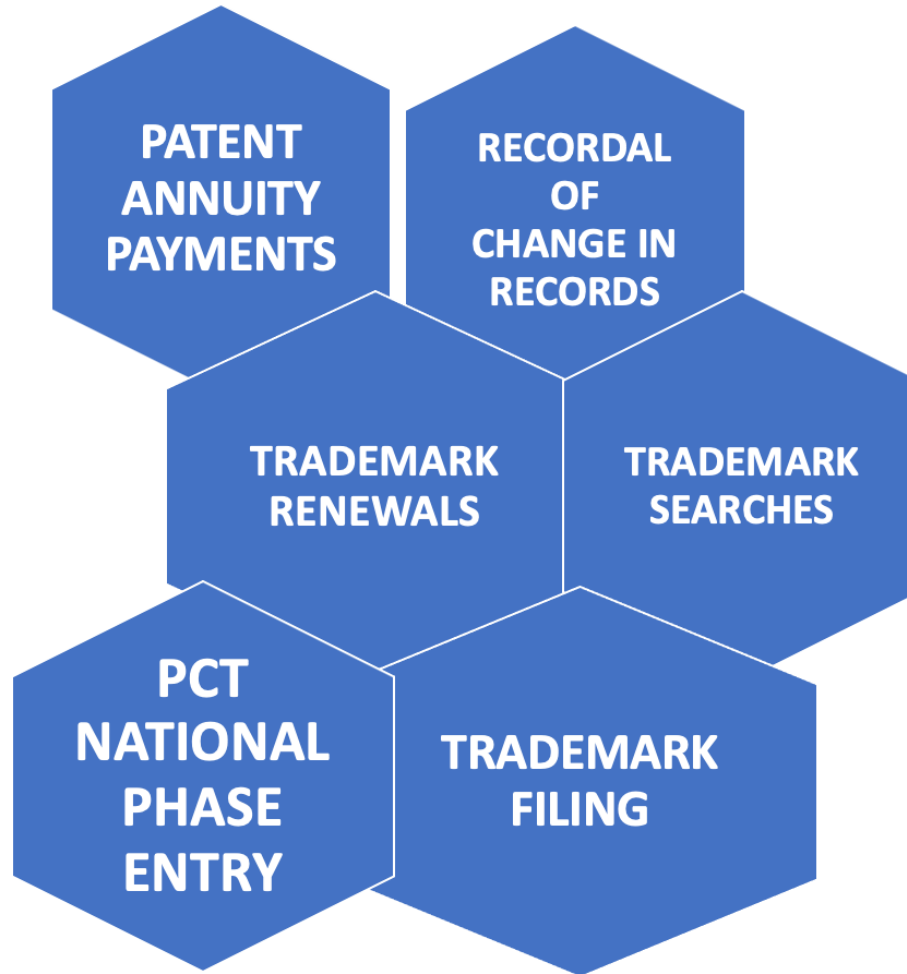 PATENT
ANNUITY
PAYMENTS
RECORDAL
OF
CHANGE IN
RECORDS
TRADEMARK
RENEWALS
TRADEMARK
SEARCHES
PCT
NATIONAL
PHASE
ENTRY
TRADEMARK
FILING